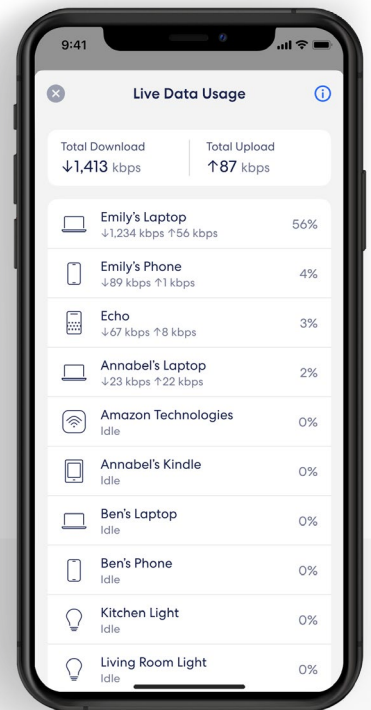 9:41
Live Data Usage
Total Download
↓1,413 kbps
Total Upload
↑87 kbps
Emily's Laptop
↓1,234 kbps ↑56 kbps
56%
Emily's Phone
↓89 kbps ↑1 kbps
4%
Echo
↓67 kbps ↑8 kbps
3%
Annabel's Laptop
↓23 kbps ↑22 kbps
2%
Amazon Technologies
Idle
0%
Annabel's Kindle
Idle
0%
Ben's Laptop
Idle
0%
Ben's Phone
Idle
0%
Kitchen Light
Idle
0%
Living Room Light
Idle
0%